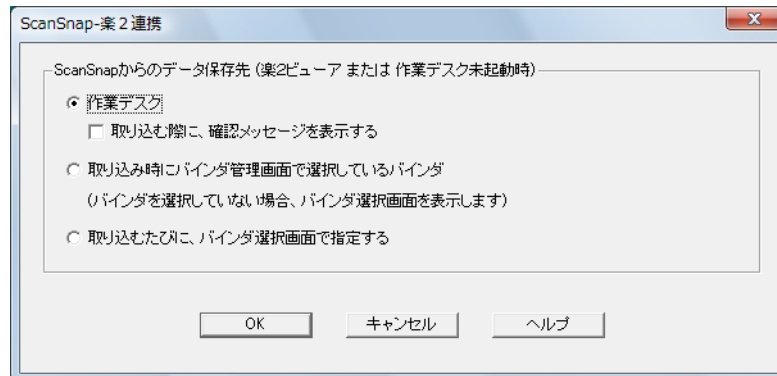 ScanSnap-楽2連携
ScanSnapからのデータ保存先 (楽2ビューア または 作業デスク未起動時)
作業デスク
取り込む際に、確認メッセージを表示する
取り込み時にバインダ管理画面で選択しているバインダ
(バインダを選択していない場合、バインダ選択画面を表示します)
取り込むたびに、バインダ選択画面で指定する
OK キャンセル ヘルプ